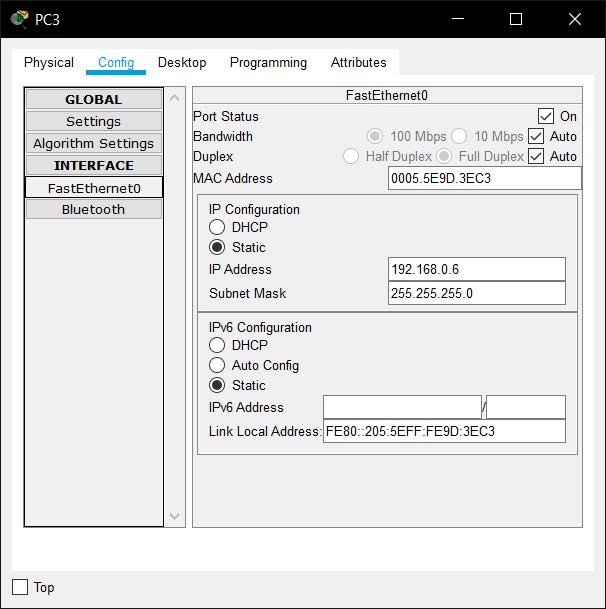 PC3
Physical Config Desktop Programming Attributes
GLOBAL
Settings
Algorithm Settings
INTERFACE
FastEthernet0
Bluetooth
FastEthernet0
Port Status On
Bandwidth 100 Mbps 10 Mbps Auto
Duplex Half Duplex Full Duplex Auto
MAC Address 0005.5E9D.3EC3
IP Configuration
DHCP
Static
IP Address 192.168.0.6
Subnet Mask 255.255.255.0
IPv6 Configuration
DHCP
Auto Config
Static
IPv6 Address /
Link Local Address: FE80::205:5EFF:FE9D:3EC3
Top